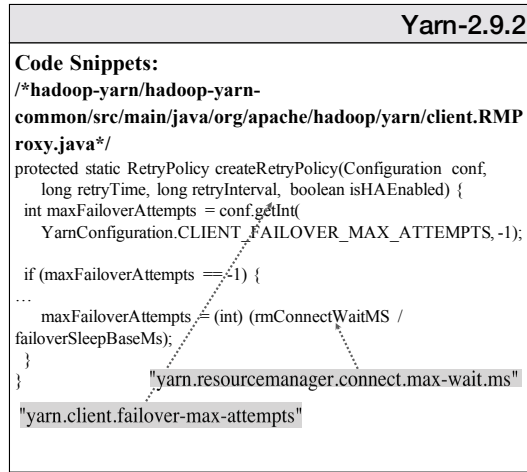 Yarn-2.9.2
Code Snippets:
/*hadoop-yarn/hadoop-yarn-
common/src/main/java/org/apache/hadoop/yarn/client.RMP
roxy.java*/
protected static RetryPolicy createRetryPolicy(Configuration conf,
long retryTime, long retryInterval, boolean isHAEnabled) {
int maxFailoverAttempts = conf.getInt(
YarnConfiguration.CLIENT_FAILOVER_MAX_ATTEMPTS, -1);
if (maxFailoverAttempts == -1) {
…
maxFailoverAttempts = (int) (rmConnectWaitMS /
failoverSleepBaseMs);
}
}
"yarn.resourcemanager.connect.max-wait.ms"
"yarn.client.failover-max-attempts"